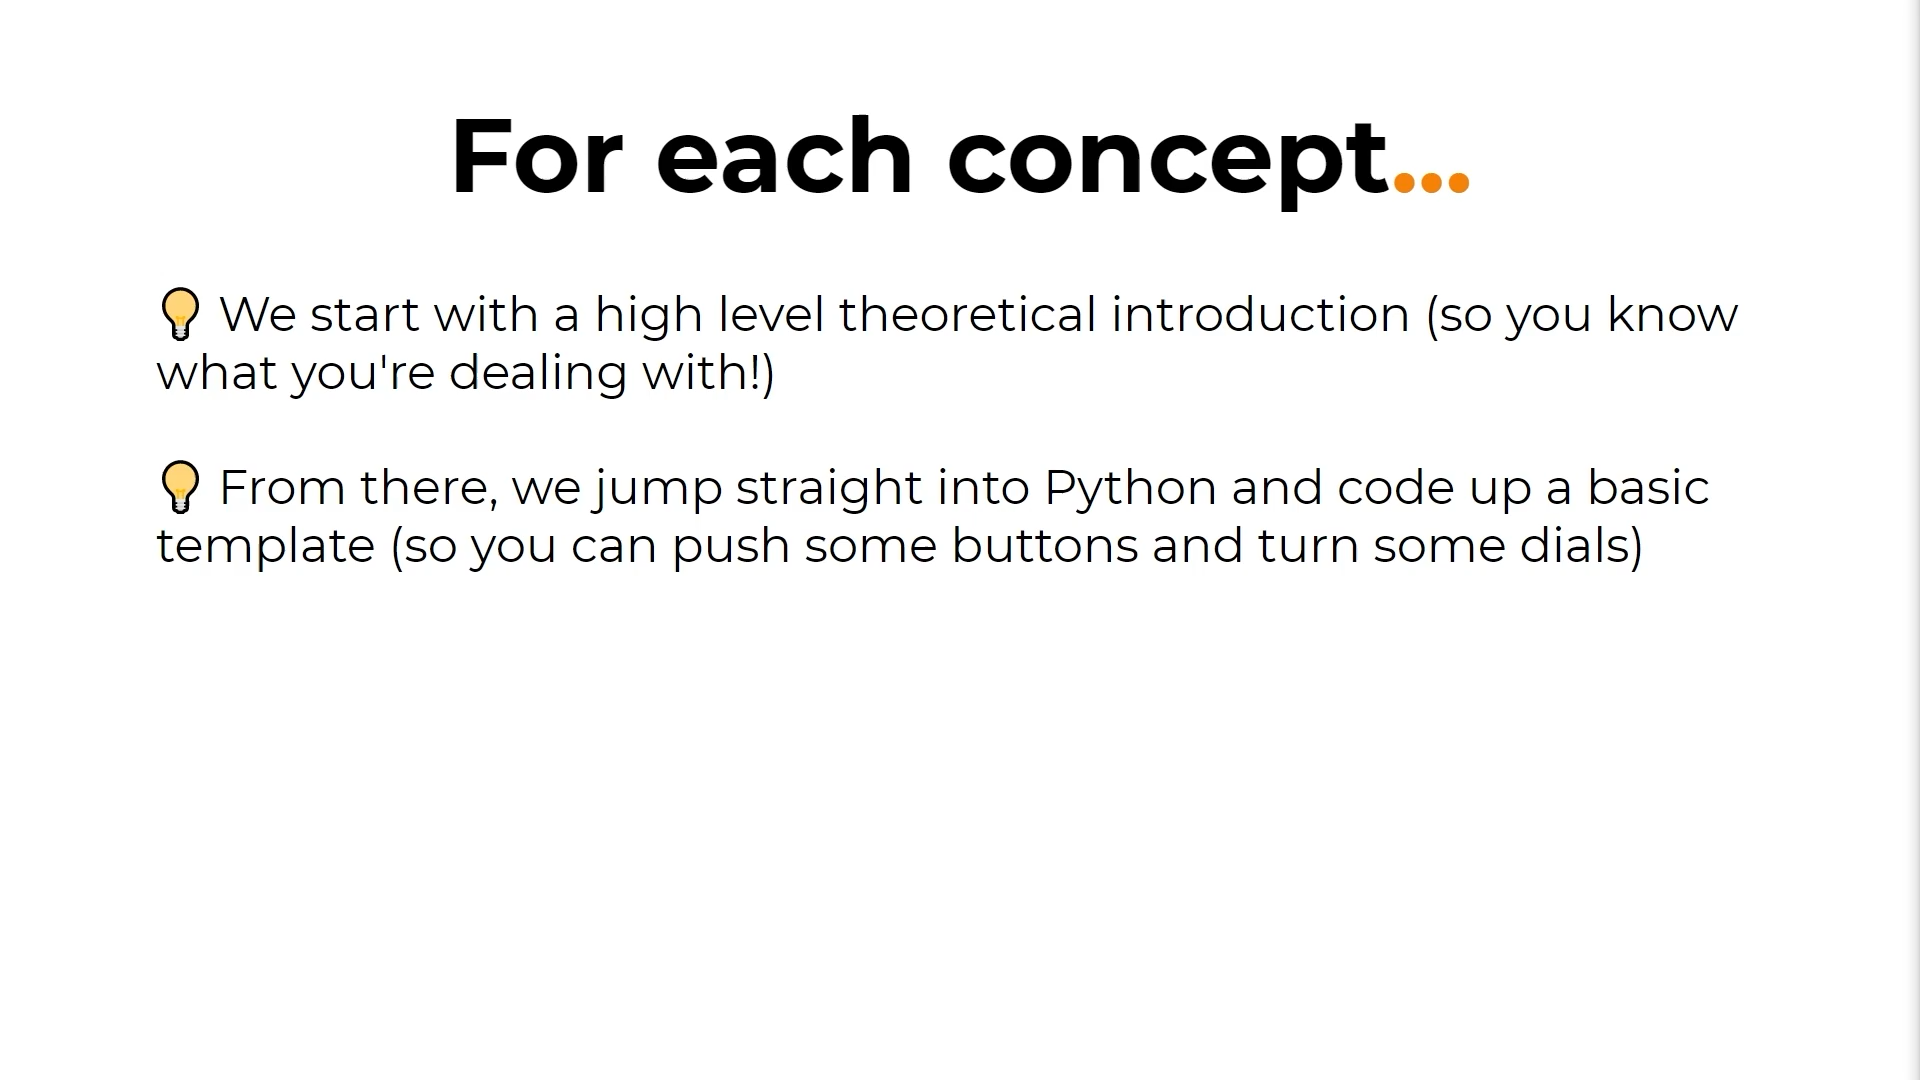 For each concept...
💡 We start with a high level theoretical introduction (so you know
what you're dealing with!)
💡 From there, we jump straight into Python and code up a basic
template (so you can push some buttons and turn some dials)